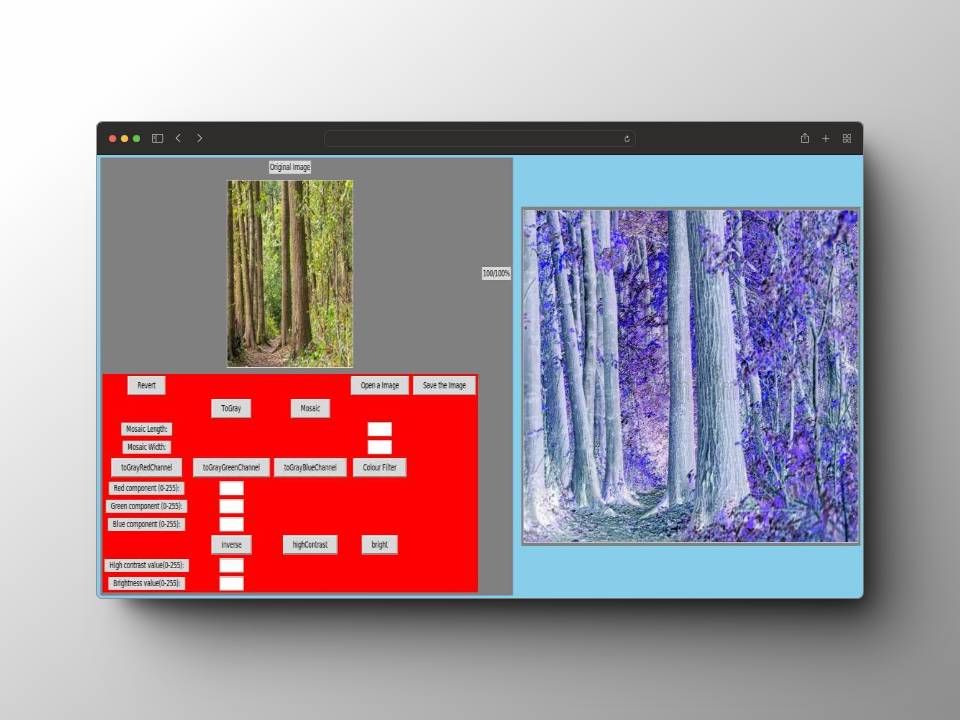 Original Image
100/100%
Revert
Open a Image
Save the Image
ToGray
Mosaic
Mosaic Length:
Mosaic Width:
toGrayRedChannel
toGrayGreenChannel
toGrayBlueChannel
Colour Filter
Red component (0-255):
Green component (0-255):
Blue component (0-255):
Inverse
highContrast
bright
High contrast value(0-255):
Brightness value(0-255):